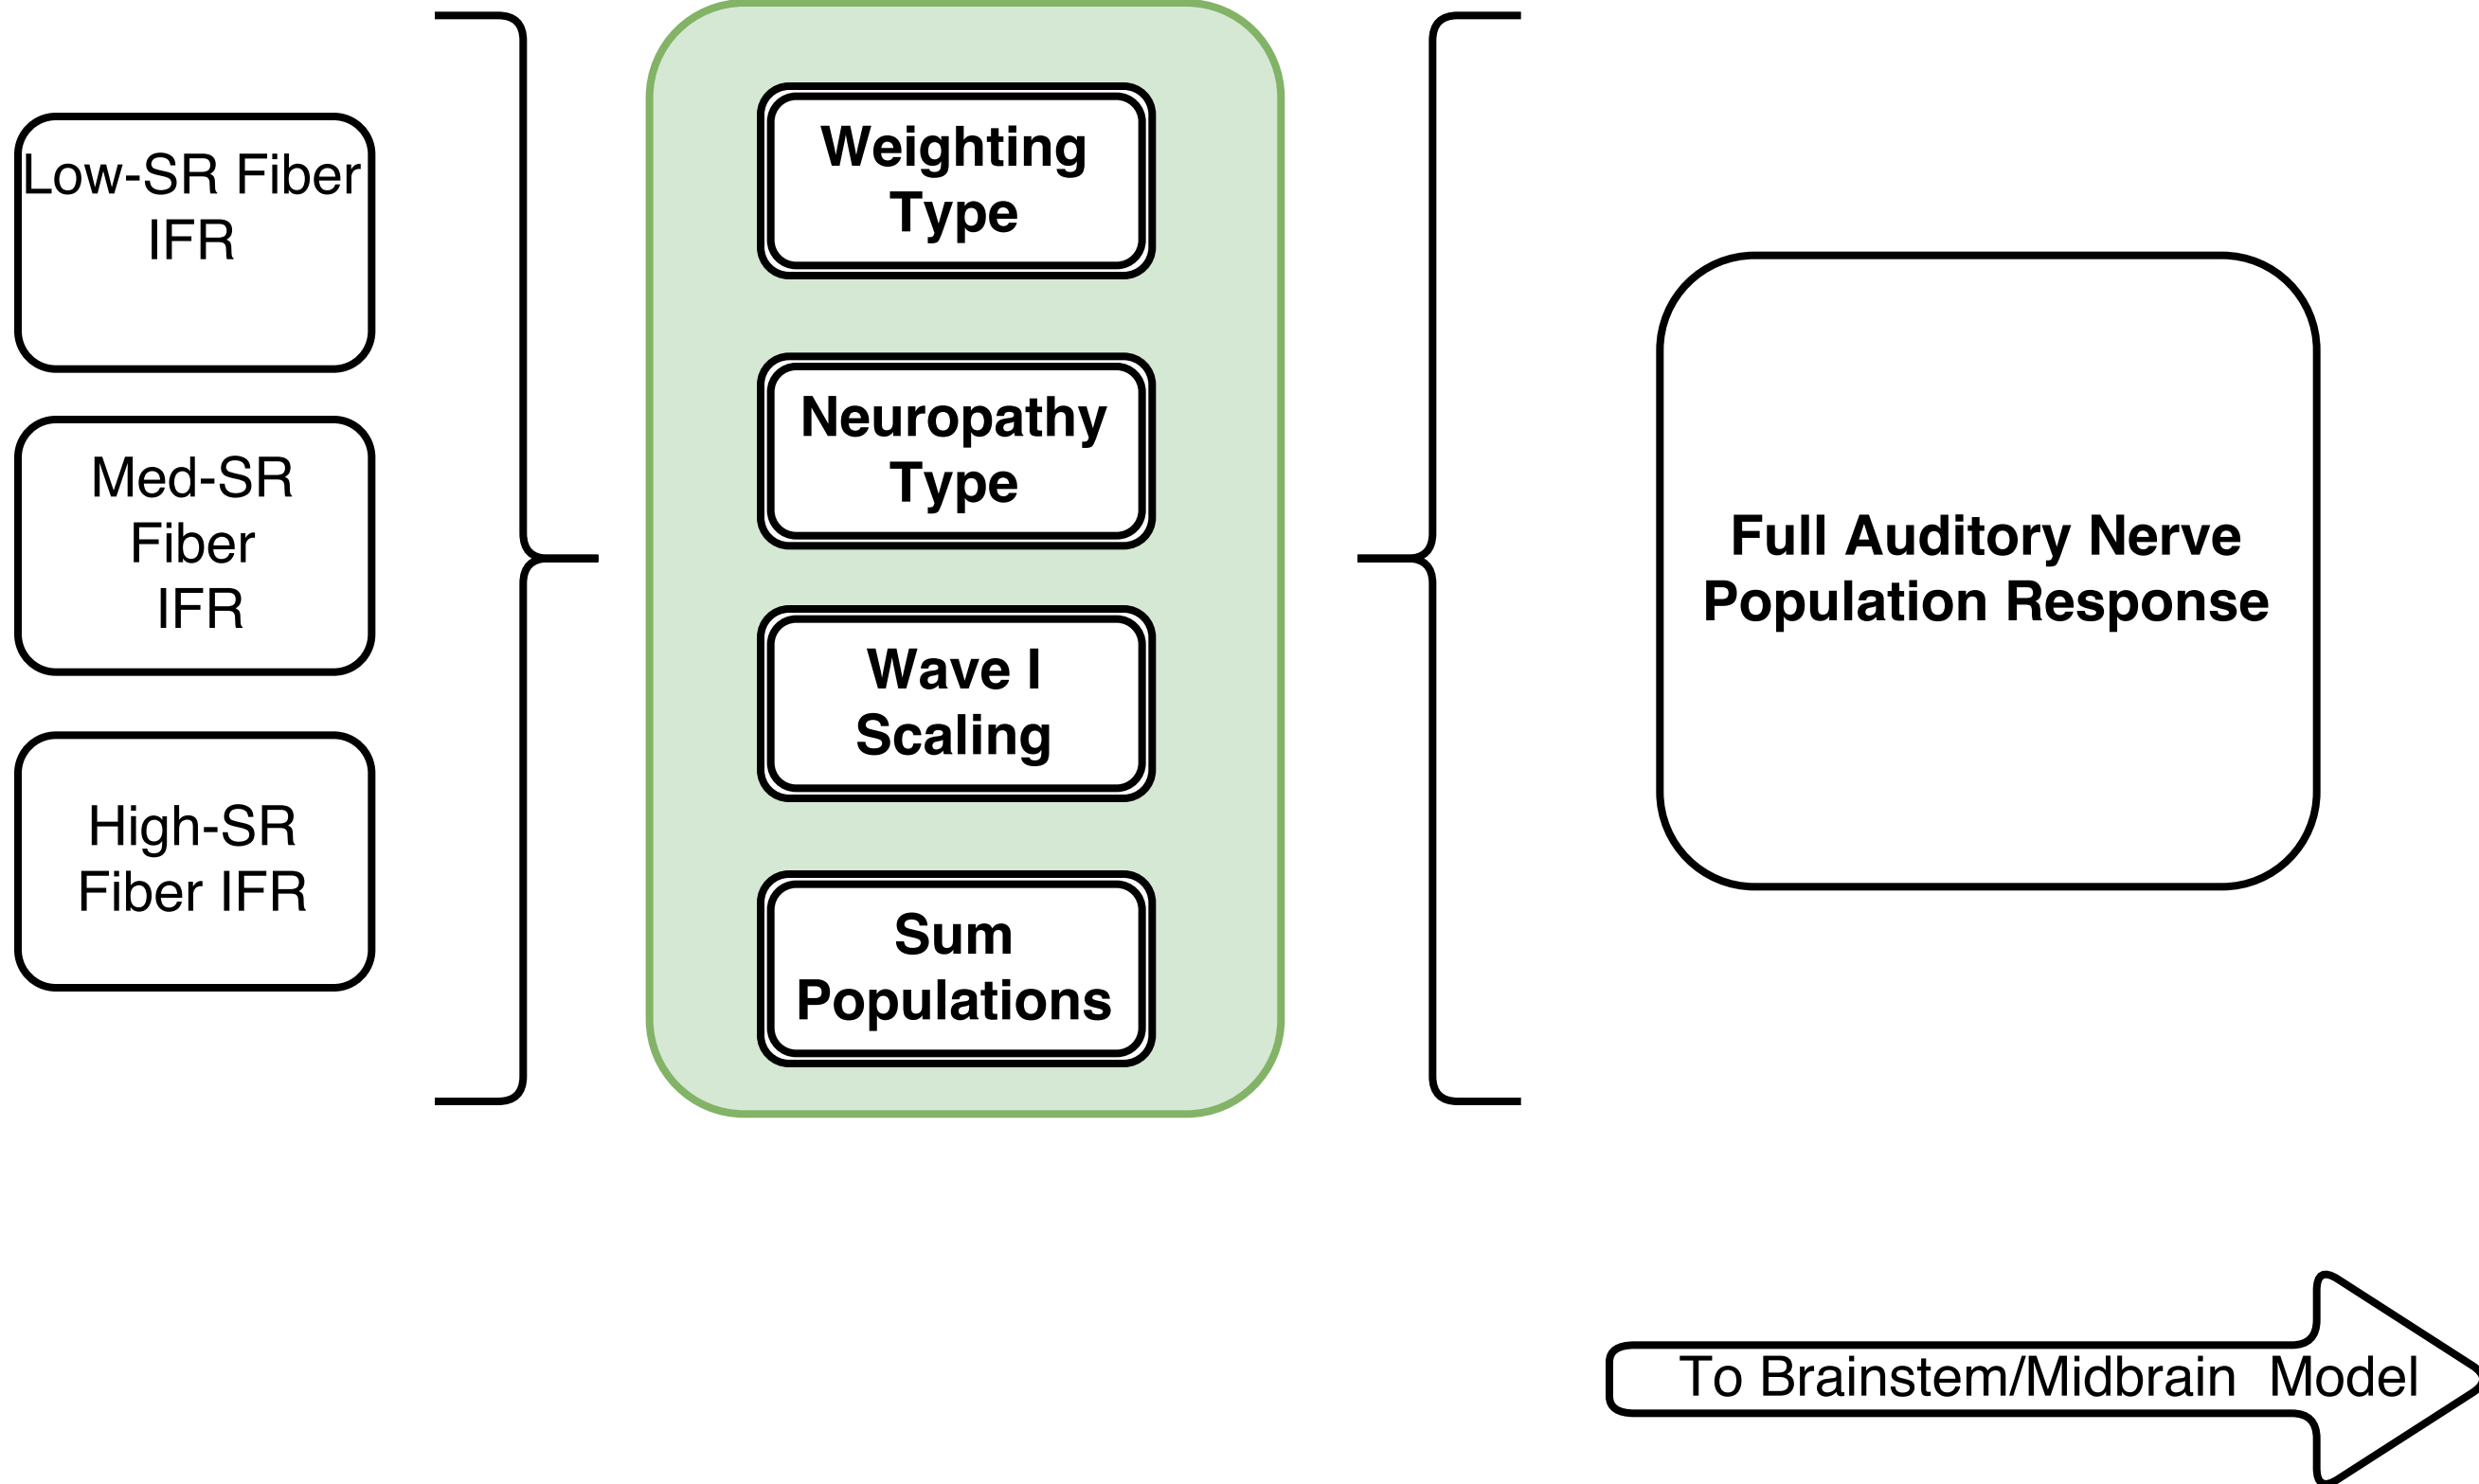 Low-SR Fiber
IFR
Med-SR
Fiber
IFR
High-SR
Fiber IFR
Weighting
Type
Neuropathy
Type
Wave I
Scaling
Sum
Populations
Full Auditory Nerve
Population Response
To Brainstem/Midbrain Model